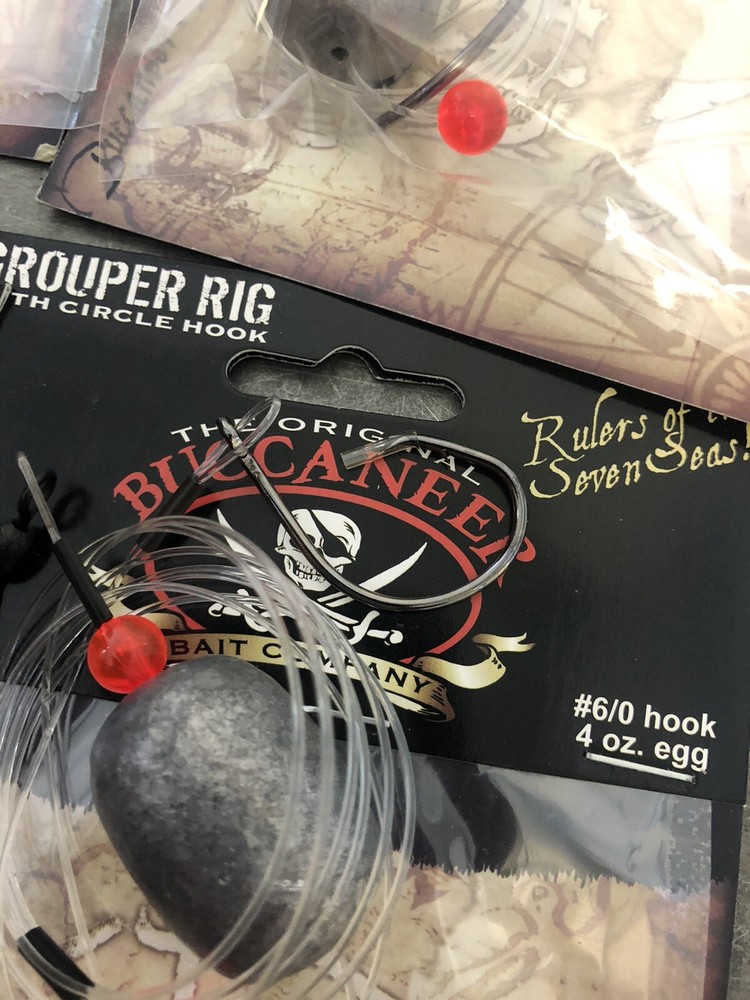 GROUPER RIG
TH CIRCLE HOOK
THE ORIGINAL
BUCCANEER
BAIT COMPANY
Rulers of
Seven Seas!
#6/0 hook
4 oz. egg
Buccaneer